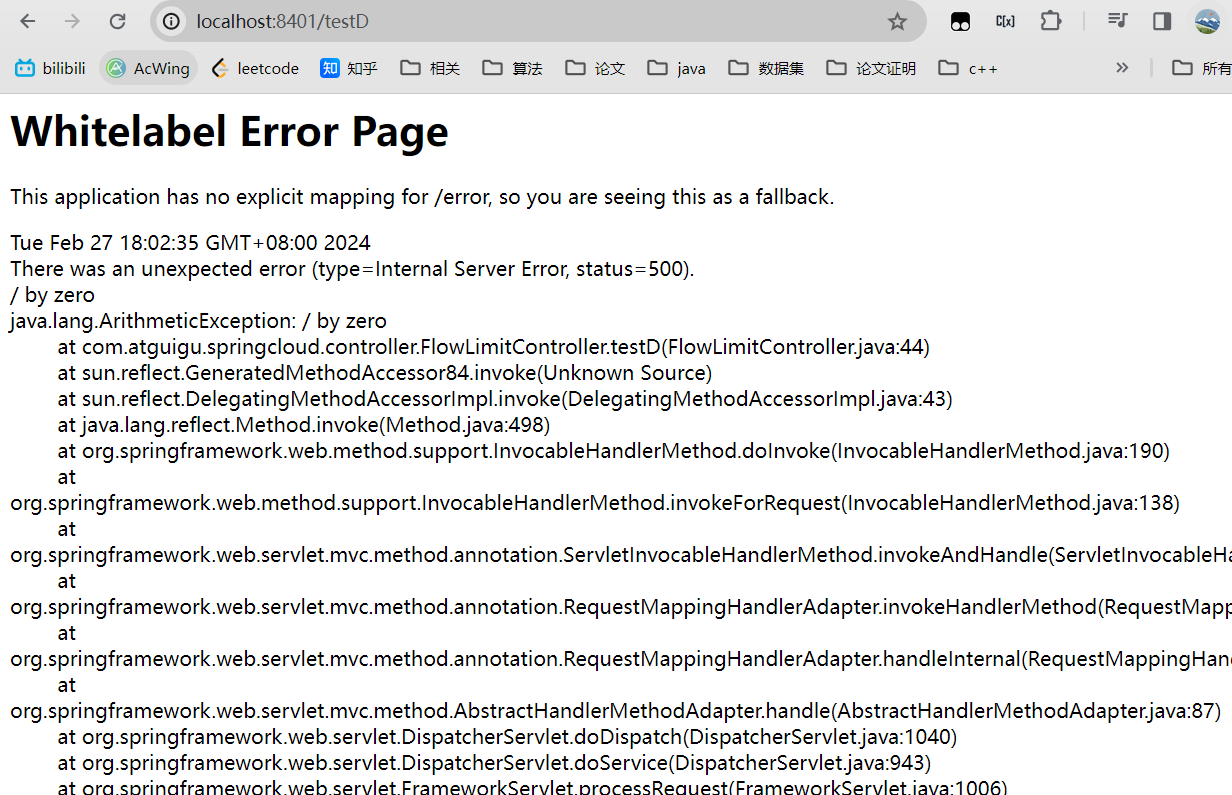 localhost:8401/testD
bilibili AcWing leetcode 知 知乎 相关 算法 论文 java 数据集 论文证明 c++ » 所有
Whitelabel Error Page
This application has no explicit mapping for /error, so you are seeing this as a fallback.
Tue Feb 27 18:02:35 GMT+08:00 2024
There was an unexpected error (type=Internal Server Error, status=500).
/ by zero
java.lang.ArithmeticException: / by zero
at com.atguigu.springcloud.controller.FlowLimitController.testD(FlowLimitController.java:44)
at sun.reflect.GeneratedMethodAccessor84.invoke(Unknown Source)
at sun.reflect.DelegatingMethodAccessorImpl.invoke(DelegatingMethodAccessorImpl.java:43)
at java.lang.reflect.Method.invoke(Method.java:498)
at org.springframework.web.method.support.InvocableHandlerMethod.doInvoke(InvocableHandlerMethod.java:190)
at
org.springframework.web.method.support.InvocableHandlerMethod.invokeForRequest(InvocableHandlerMethod.java:138)
at
org.springframework.web.servlet.mvc.method.annotation.ServletInvocableHandlerMethod.invokeAndHandle(ServletInvocableHa
at
org.springframework.web.servlet.mvc.method.annotation.RequestMappingHandlerAdapter.invokeHandlerMethod(RequestMapp
at
org.springframework.web.servlet.mvc.method.annotation.RequestMappingHandlerAdapter.handleInternal(RequestMappingHan
at
org.springframework.web.servlet.mvc.method.AbstractHandlerMethodAdapter.handle(AbstractHandlerMethodAdapter.java:87)
at org.springframework.web.servlet.DispatcherServlet.doDispatch(DispatcherServlet.java:1040)
at org.springframework.web.servlet.DispatcherServlet.doService(DispatcherServlet.java:943)
at org.springframework.web.servlet.FrameworkServlet.processRequest(FrameworkServlet.java:1006)